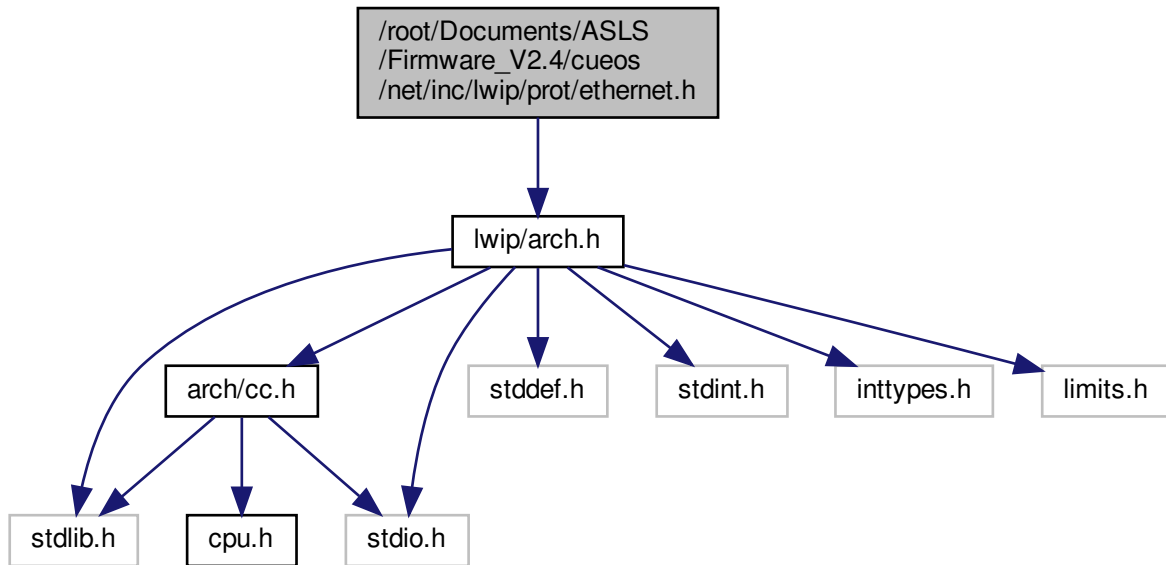 /root/Documents/ASLS
/Firmware_V2.4/cueos
/net/inc/lwip/prot/ethernet.h
lwip/arch.h
arch/cc.h
stddef.h
stdint.h
inttypes.h
limits.h
stdlib.h
cpu.h
stdio.h